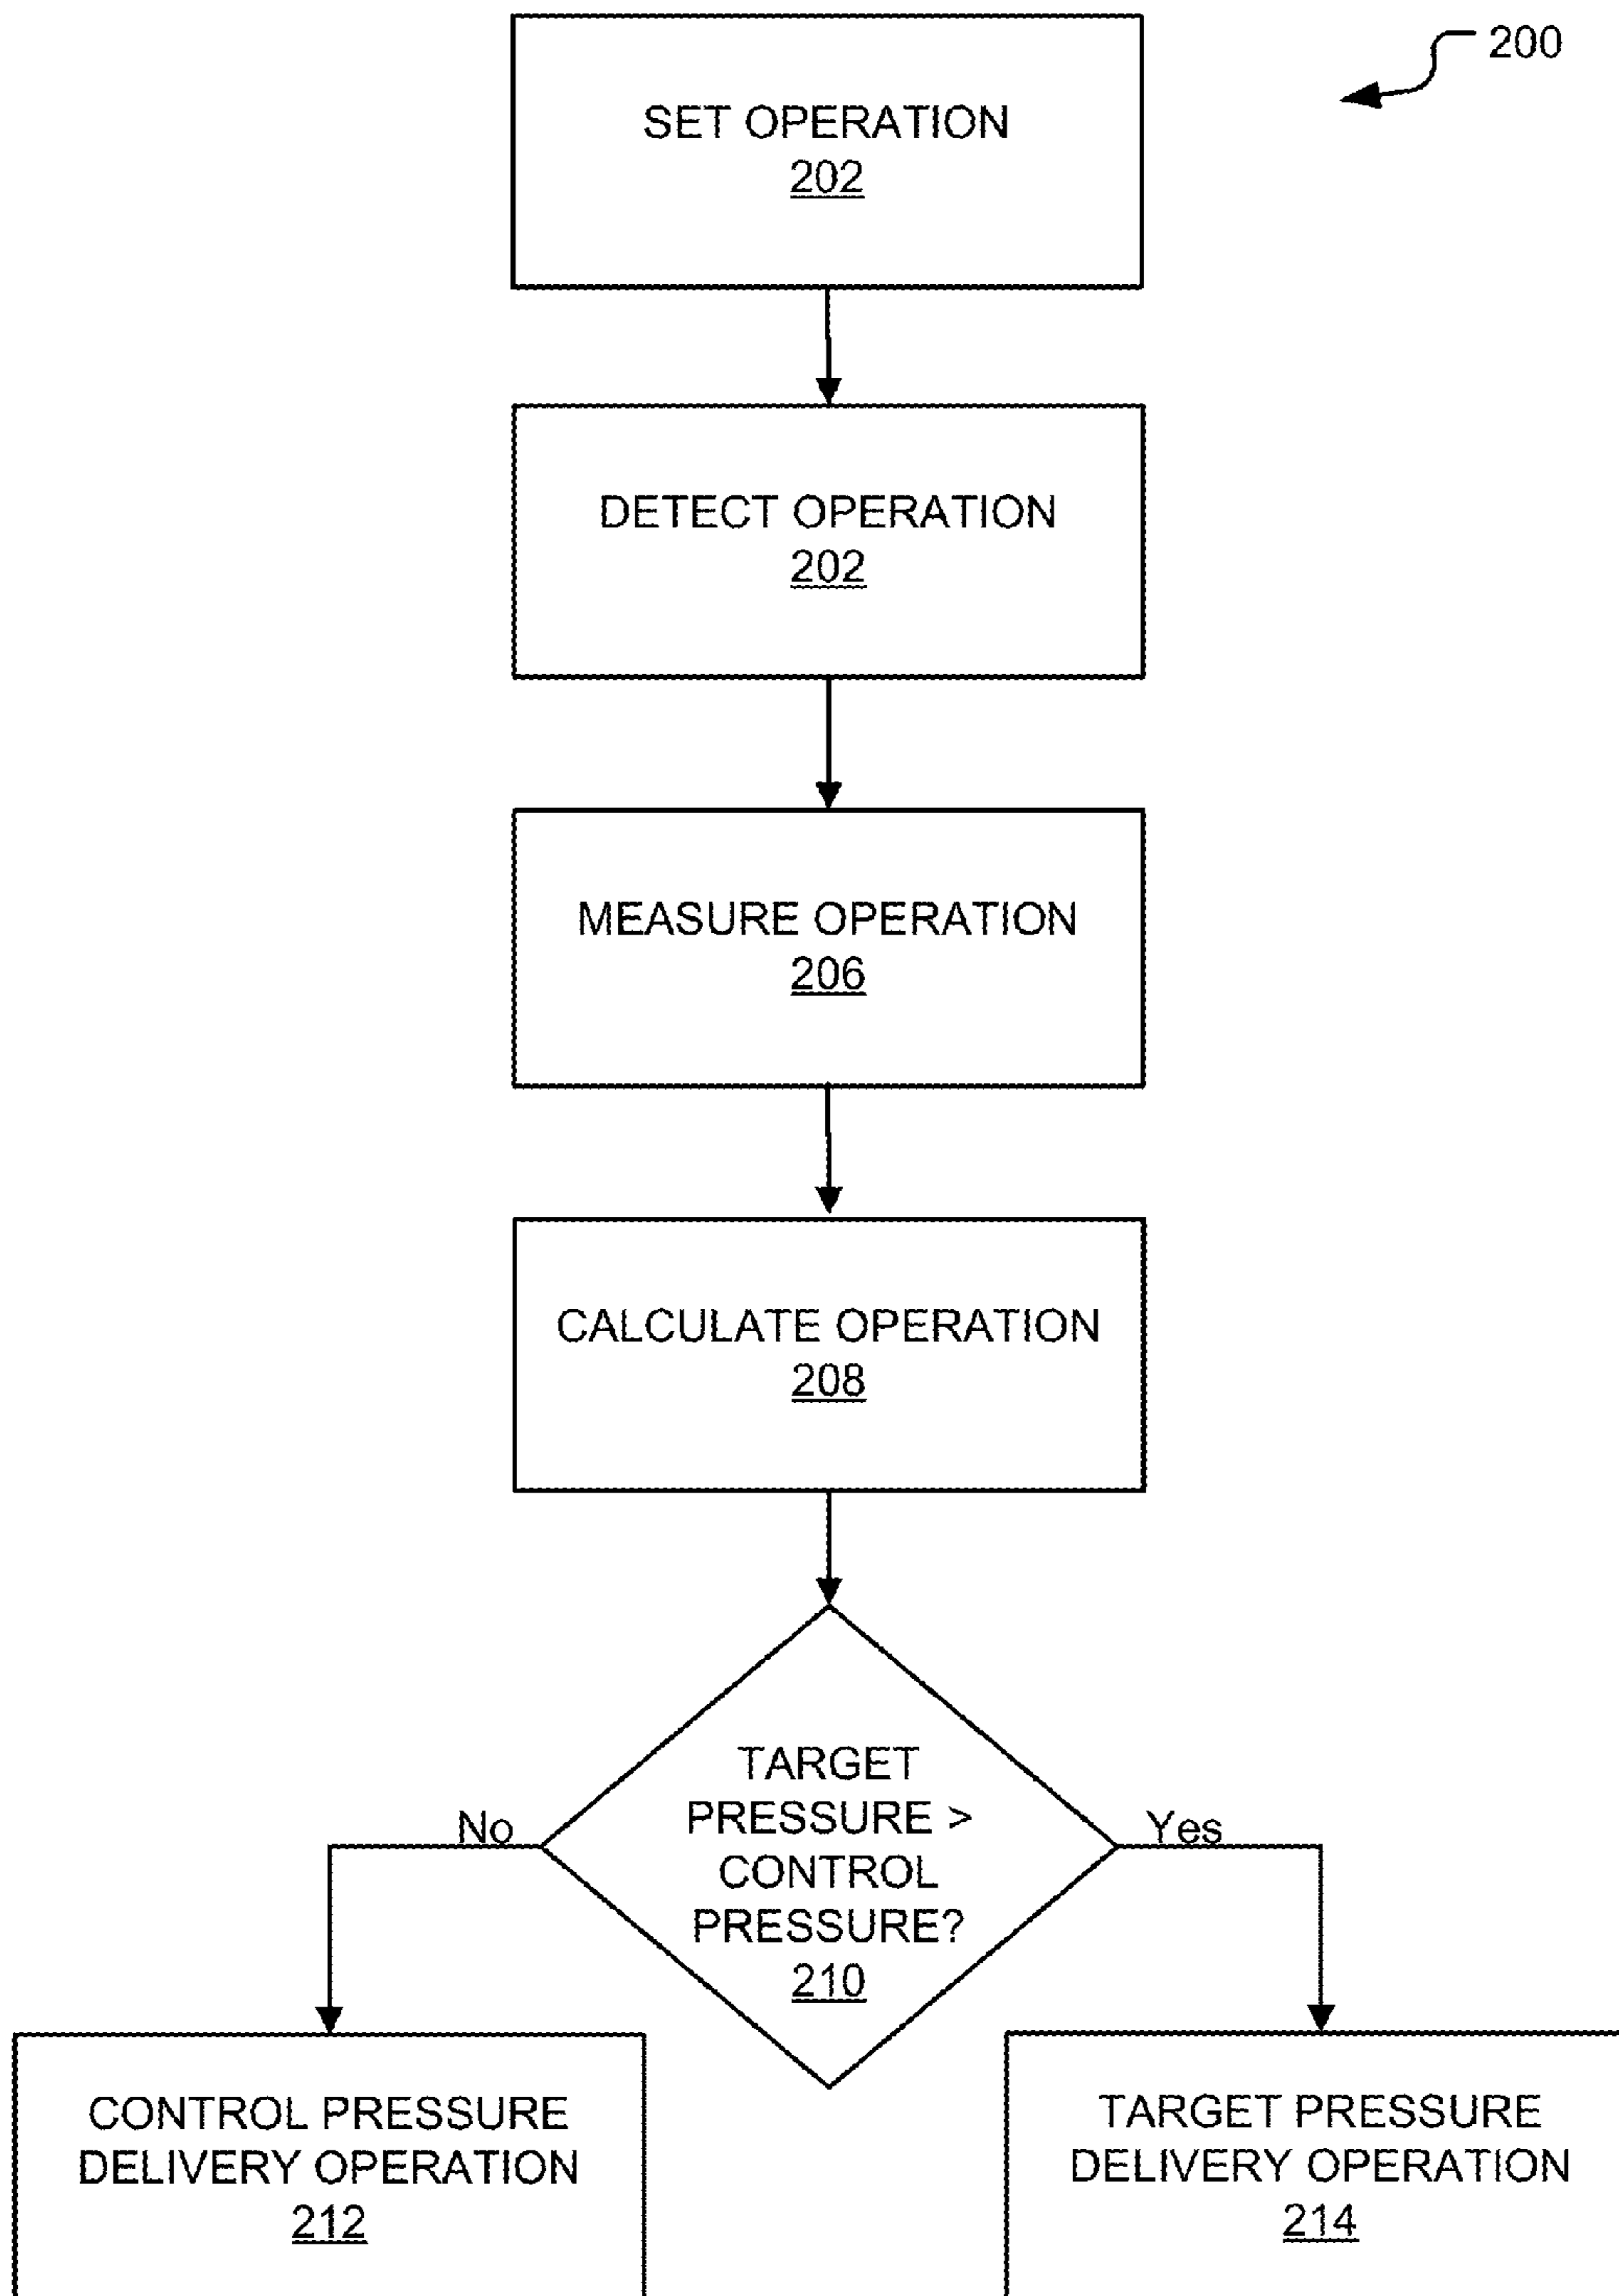 200
SET OPERATION
202
DETECT OPERATION
202
MEASURE OPERATION
206
CALCULATE OPERATION
208
TARGET
PRESSURE >
CONTROL
PRESSURE?
210
No
Yes
CONTROL PRESSURE
DELIVERY OPERATION
212
TARGET PRESSURE
DELIVERY OPERATION
214